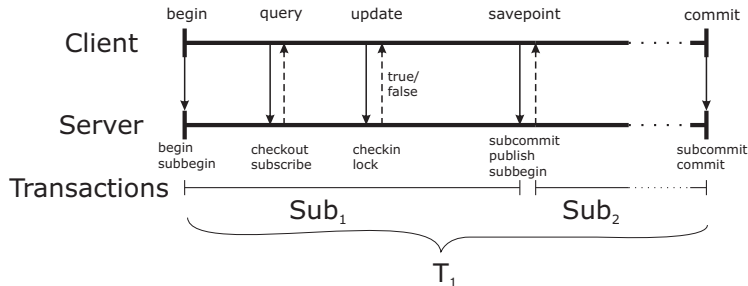 begin query update savepoint commit
Client
true/
false
Server
begin
subbegin
checkout
subscribe
checkin
lock
subcommit
publish
subbegin
subcommit
commit
Transactions
Sub1 Sub2
T1